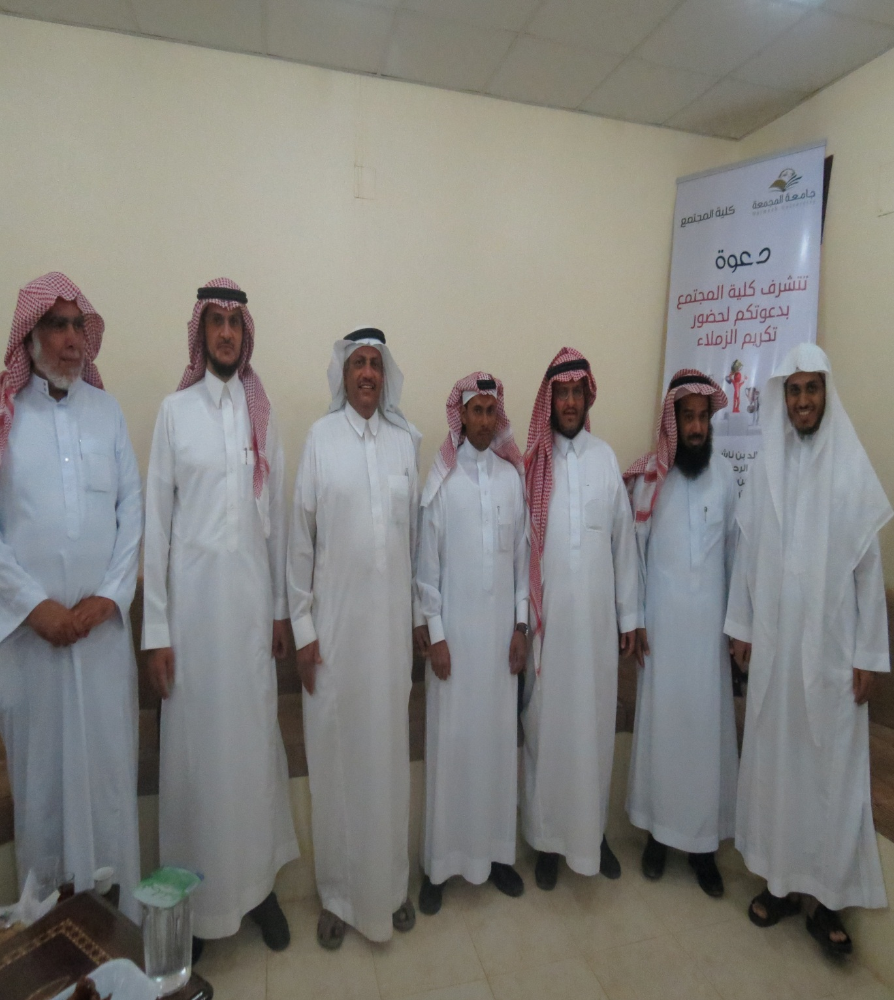 جامعة المجمعة
كلية المجتمع
دعوة
تتشرف كلية المجتمع
بدعوتكم لحضور
تكريم الزملاء